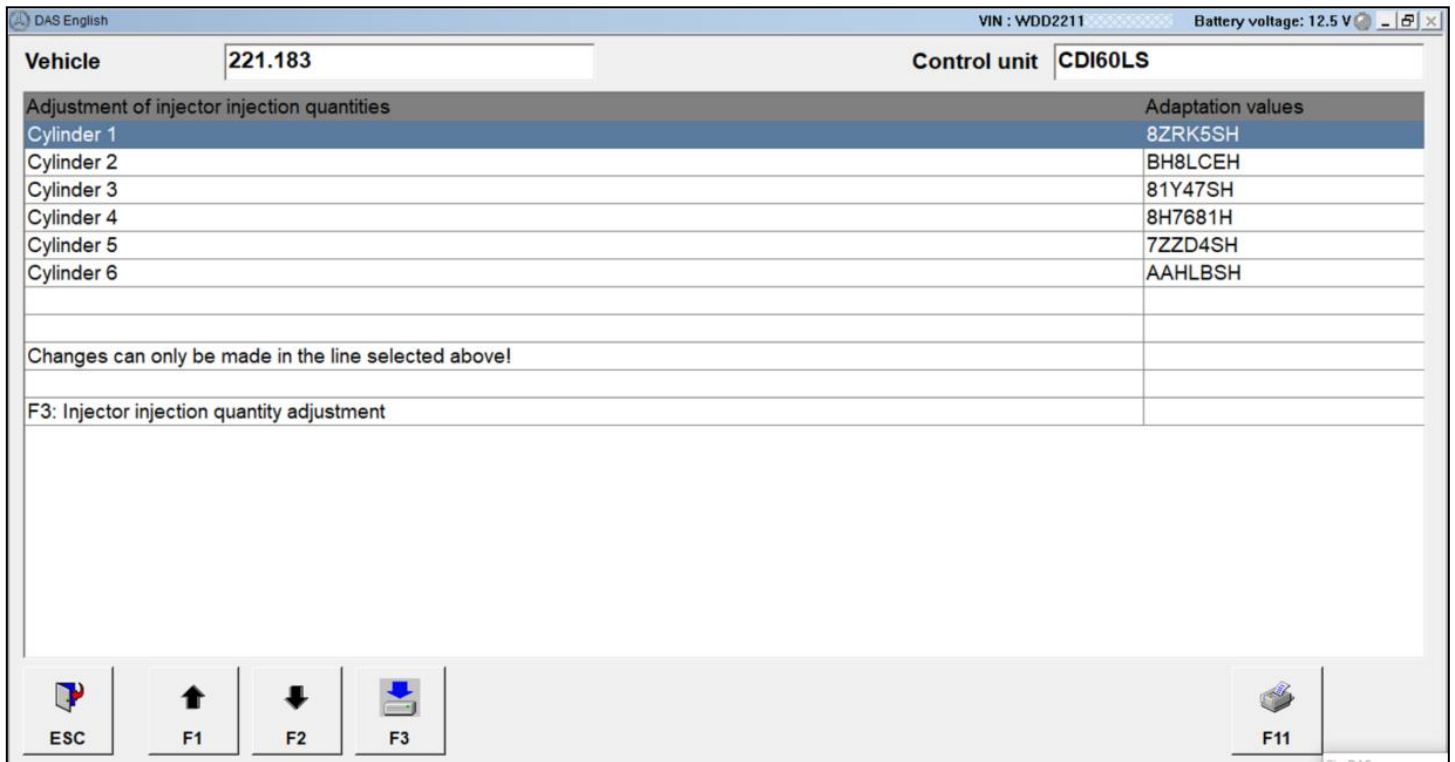 DAS English VIN : WDD2211 Battery voltage: 12.5 V
Vehicle 221.183 Control unit CDI60LS
Adjustment of injector injection quantities Adaptation values
Cylinder 1 8ZRK5SH
Cylinder 2 BH8LCEH
Cylinder 3 81Y47SH
Cylinder 4 8H7681H
Cylinder 5 7ZZD4SH
Cylinder 6 AAHLBSH
Changes can only be made in the line selected above!
F3: Injector injection quantity adjustment
ESC F1 F2 F3 F11